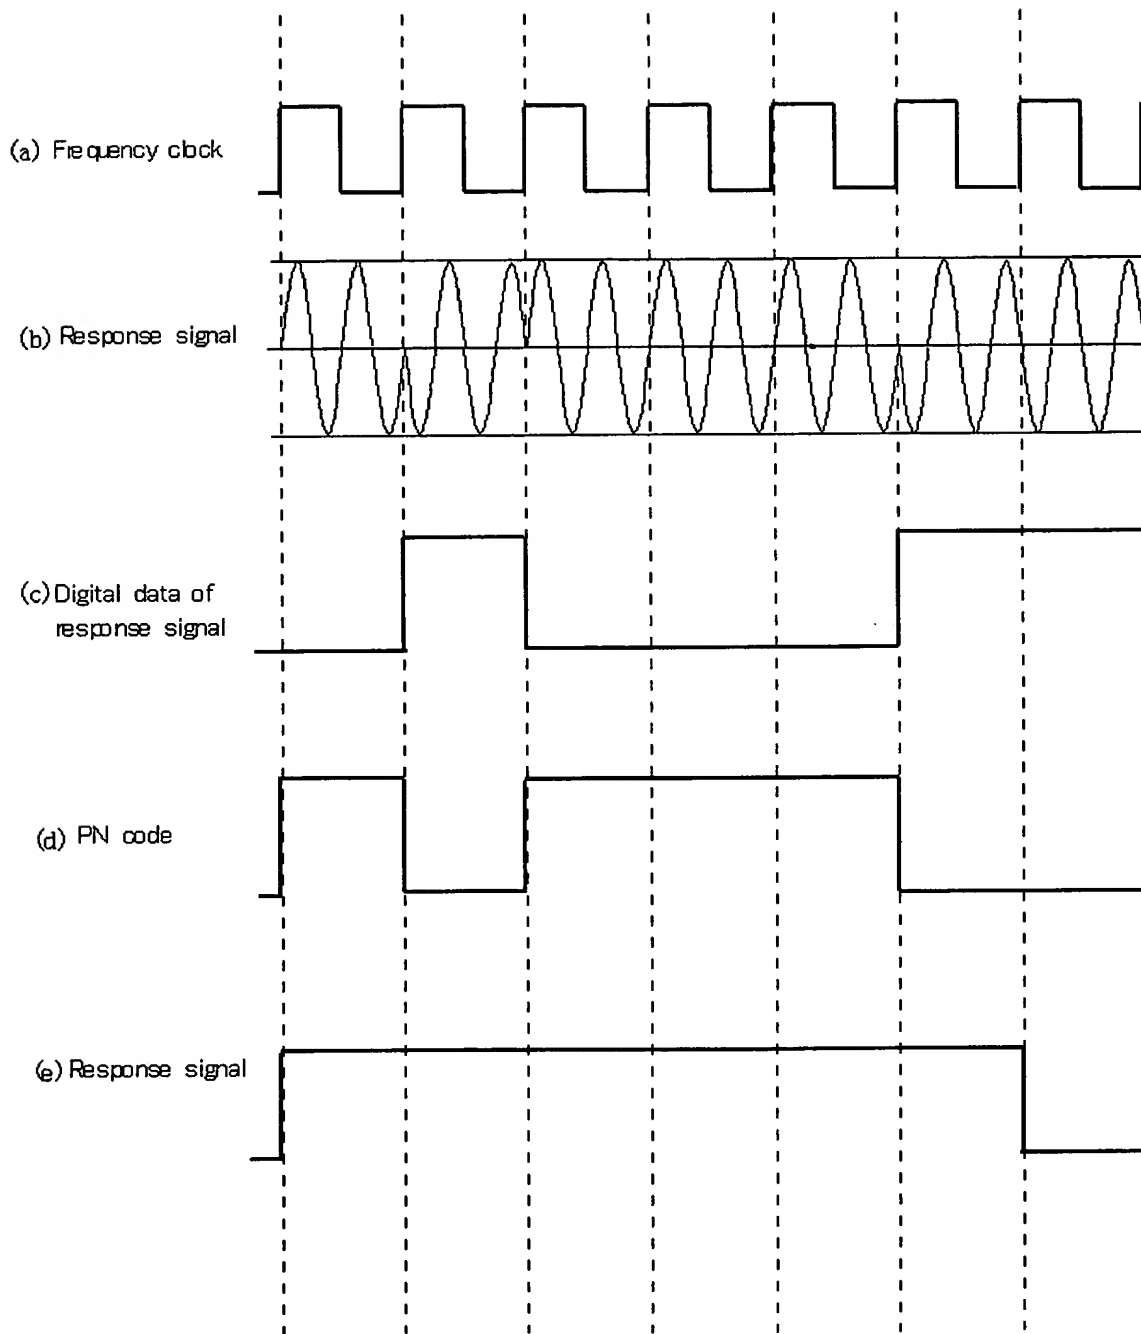 (a) Frequency clock
(b) Response signal
(c) Digital data of
response signal
(d) PN code
(e) Response signal